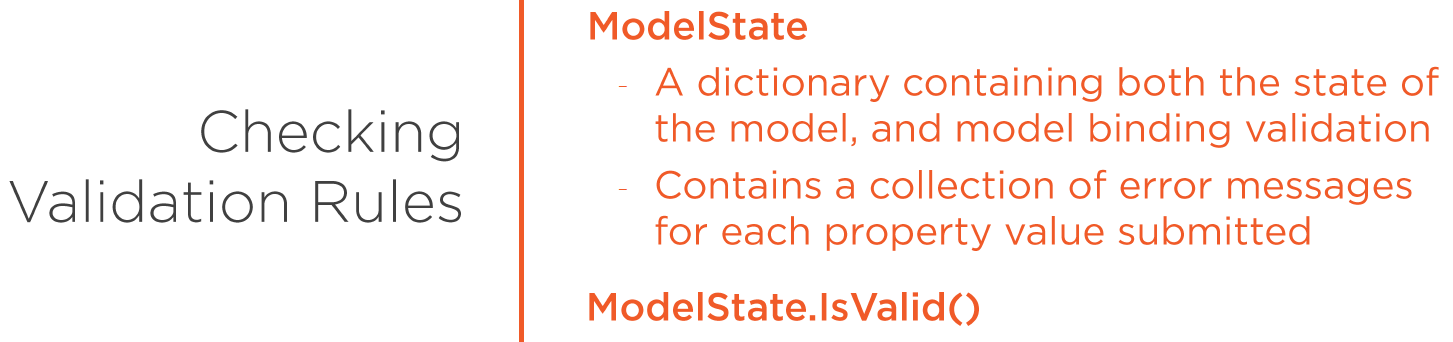 Checking
Validation Rules
ModelState
- A dictionary containing both the state of
the model, and model binding validation
- Contains a collection of error messages
for each property value submitted
ModelState.IsValid()